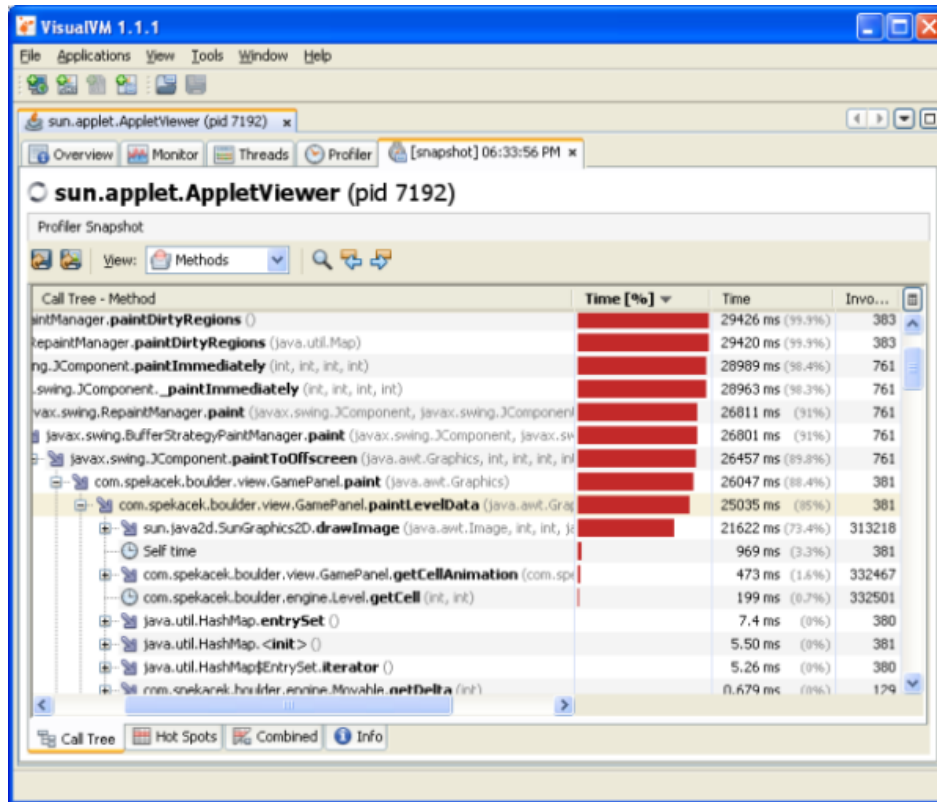 VisualVM 1.1.1
File Applications View Tools Window Help
sun.applet.AppletViewer (pid 7192)
Overview Monitor Threads Profiler [snapshot] 06:33:56 PM
sun.applet.AppletViewer (pid 7192)
Profiler Snapshot
View: Methods
Call Tree - Method Time [%] Time Invo...
aintManager.paintDirtyRegions () 29426 ms (99.9%) 383
RepaintManager.paintDirtyRegions (java.util.Map) 29420 ms (99.9%) 383
ng.JComponent.paintImmediately (int, int, int, int) 28989 ms (98.4%) 761
.swing.JComponent._paintImmediately (int, int, int, int) 28963 ms (98.3%) 761
vax.swing.RepaintManager.paint (javax.swing.JComponent, javax.swing.JComponent 26811 ms (91%) 761
javax.swing.BufferStrategyPaintManager.paint (javax.swing.JComponent, javax.sw 26801 ms (91%) 761
javax.swing.JComponent.paintToOffscreen (java.awt.Graphics, int, int, int, int 26457 ms (89.8%) 761
com.spekacek.boulder.view.GamePanel.paint (java.awt.Graphics) 26047 ms (88.4%) 381
com.spekacek.boulder.view.GamePanel.paintLevelData (java.awt.Grap 25035 ms (85%) 381
sun.java2d.SunGraphics2D.drawImage (java.awt.Image, int, int, ja 21622 ms (73.4%) 313218
Self time 969 ms (3.3%) 381
com.spekacek.boulder.view.GamePanel.getCellAnimation (com.spe 473 ms (1.6%) 332467
com.spekacek.boulder.engine.Level.getCell (int, int) 199 ms (0.7%) 332501
java.util.HashMap.entrySet () 7.4 ms (0%) 380
java.util.HashMap.<init> () 5.50 ms (0%) 381
java.util.HashMap$EntrySet.iterator () 5.26 ms (0%) 380
com.spekacek.boulder.engine.Movable.getDelta (int) 0.679 ms (0%) 129
Call Tree Hot Spots Combined Info